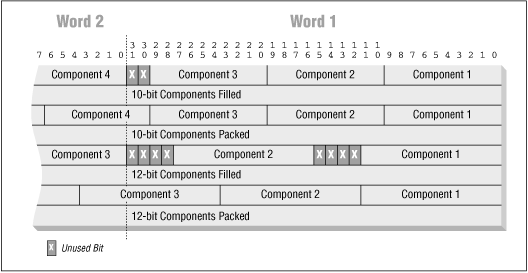 Word 2 Word 1
3 3 2 2 2 2 2 2 2 2 2 2 1 1 1 1 1 1 1 1 1 1
7 6 5 4 3 2 1 0 1 0 9 8 7 6 5 4 3 2 1 0 9 8 7 6 5 4 3 2 1 0 9 8 7 6 5 4 3 2 1 0
Component 4 X X Component 3 Component 2 Component 1
10-bit Components Filled
Component 4 Component 3 Component 2 Component 1
10-bit Components Packed
Component 3 X X X X Component 2 X X X X Component 1
12-bit Components Filled
Component 3 Component 2 Component 1
12-bit Components Packed
X Unused Bit